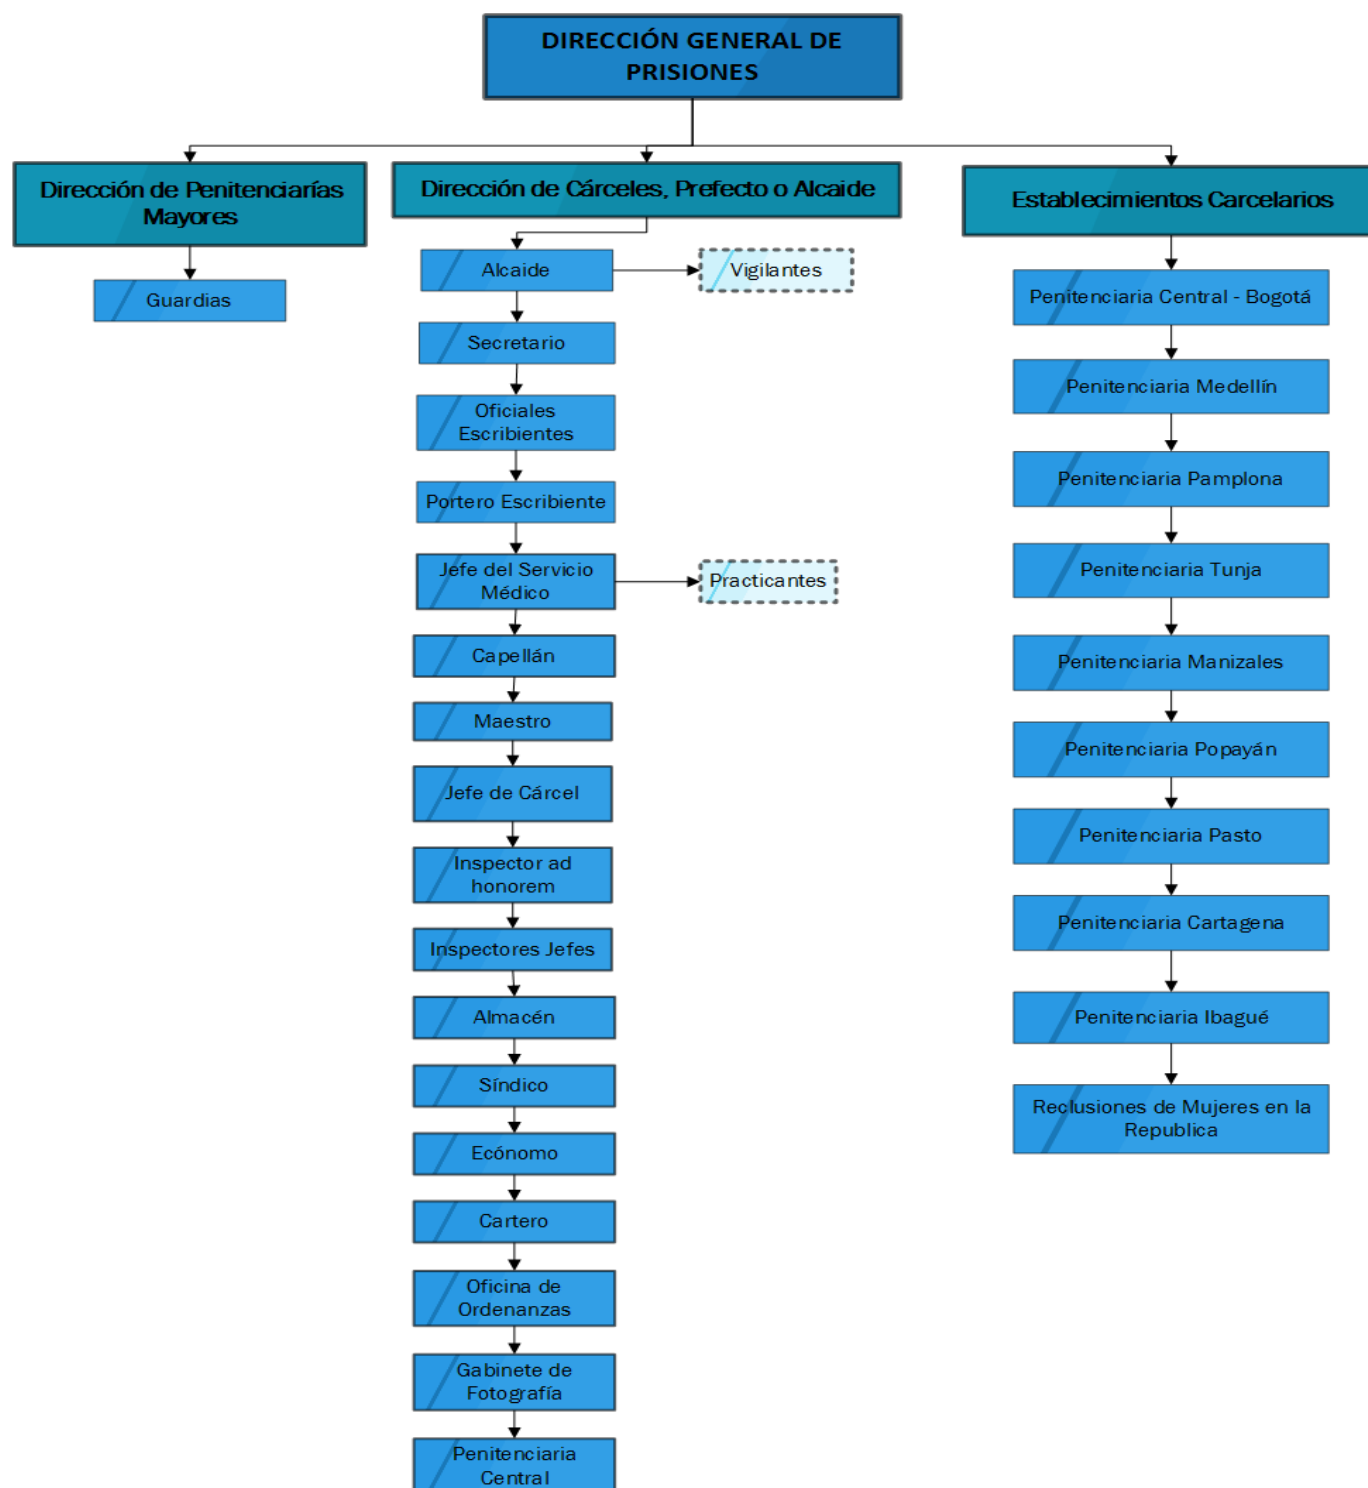 DIRECCIÓN GENERAL DE
PRISIONES
Dirección de Penitenciarías
Mayores
Guardias
Dirección de Cárceles, Prefecto o Alcaide
Alcaide
Vigilantes
Secretario
Oficiales
Escribientes
Portero Escribiente
Jefe del Servicio
Médico
Practicantes
Capellán
Maestro
Jefe de Cárcel
Inspector ad
honorem
Inspectores Jefes
Almacén
Síndico
Ecónomo
Cartero
Oficina de
Ordenanzas
Gabinete de
Fotografía
Penitenciaria
Central
Establecimientos Carcelarios
Penitenciaria Central - Bogotá
Penitenciaria Medellín
Penitenciaria Pamplona
Penitenciaria Tunja
Penitenciaria Manizales
Penitenciaria Popayán
Penitenciaria Pasto
Penitenciaria Cartagena
Penitenciaria Ibagué
Reclusiones de Mujeres en la
Republica